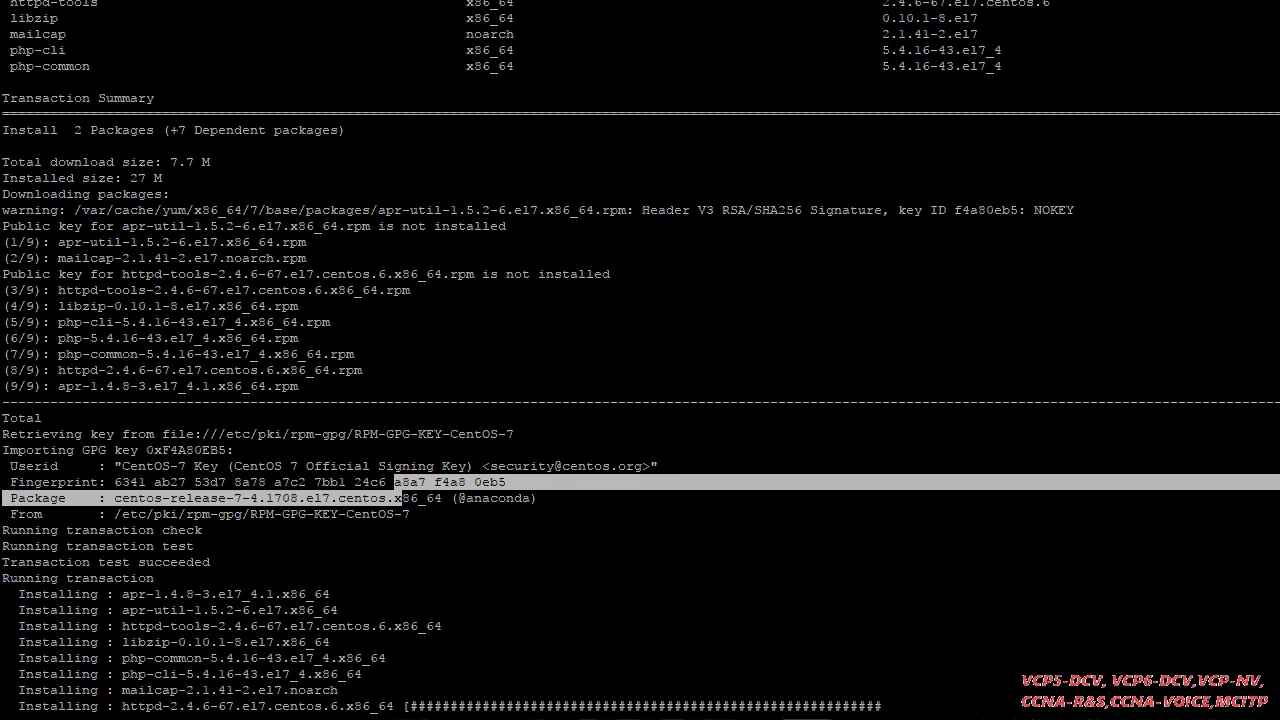 httpd-tools x86_64 2.4.6-67.el7.centos.6
libzip x86_64 0.10.1-8.el7
mailcap noarch 2.1.41-2.el7
php-cli x86_64 5.4.16-43.el7_4
php-common x86_64 5.4.16-43.el7_4
Transaction Summary
Install  2 Packages (+7 Dependent packages)
Total download size: 7.7 M
Installed size: 27 M
Downloading packages:
warning: /var/cache/yum/x86_64/7/base/packages/apr-util-1.5.2-6.el7.x86_64.rpm: Header V3 RSA/SHA256 Signature, key ID f4a80eb5: NOKEY
Public key for apr-util-1.5.2-6.el7.x86_64.rpm is not installed
(1/9): apr-util-1.5.2-6.el7.x86_64.rpm
(2/9): mailcap-2.1.41-2.el7.noarch.rpm
Public key for httpd-tools-2.4.6-67.el7.centos.6.x86_64.rpm is not installed
(3/9): httpd-tools-2.4.6-67.el7.centos.6.x86_64.rpm
(4/9): libzip-0.10.1-8.el7.x86_64.rpm
(5/9): php-cli-5.4.16-43.el7_4.x86_64.rpm
(6/9): php-5.4.16-43.el7_4.x86_64.rpm
(7/9): php-common-5.4.16-43.el7_4.x86_64.rpm
(8/9): httpd-2.4.6-67.el7.centos.6.x86_64.rpm
(9/9): apr-1.4.8-3.el7_4.1.x86_64.rpm
Total
Retrieving key from file:///etc/pki/rpm-gpg/RPM-GPG-KEY-CentOS-7
Importing GPG key 0xF4A80EB5:
Userid     : "CentOS-7 Key (CentOS 7 Official Signing Key) <security@centos.org>"
Fingerprint: 6341 ab27 53d7 8a78 a7c2 7bb1 24c6 a8a7 f4a8 0eb5
Package    : centos-release-7-4.1708.el7.centos.x86_64 (@anaconda)
From       : /etc/pki/rpm-gpg/RPM-GPG-KEY-CentOS-7
Running transaction check
Running transaction test
Transaction test succeeded
Running transaction
Installing : apr-1.4.8-3.el7_4.1.x86_64
Installing : apr-util-1.5.2-6.el7.x86_64
Installing : httpd-tools-2.4.6-67.el7.centos.6.x86_64
Installing : libzip-0.10.1-8.el7.x86_64
Installing : php-common-5.4.16-43.el7_4.x86_64
Installing : php-cli-5.4.16-43.el7_4.x86_64
Installing : mailcap-2.1.41-2.el7.noarch
Installing : httpd-2.4.6-67.el7.centos.6.x86_64 [###########################################################
VCP5-DCV, VCP6-DCV,VCP-NV,
CCNA-R&S,CCNA-VOICE,MCITP